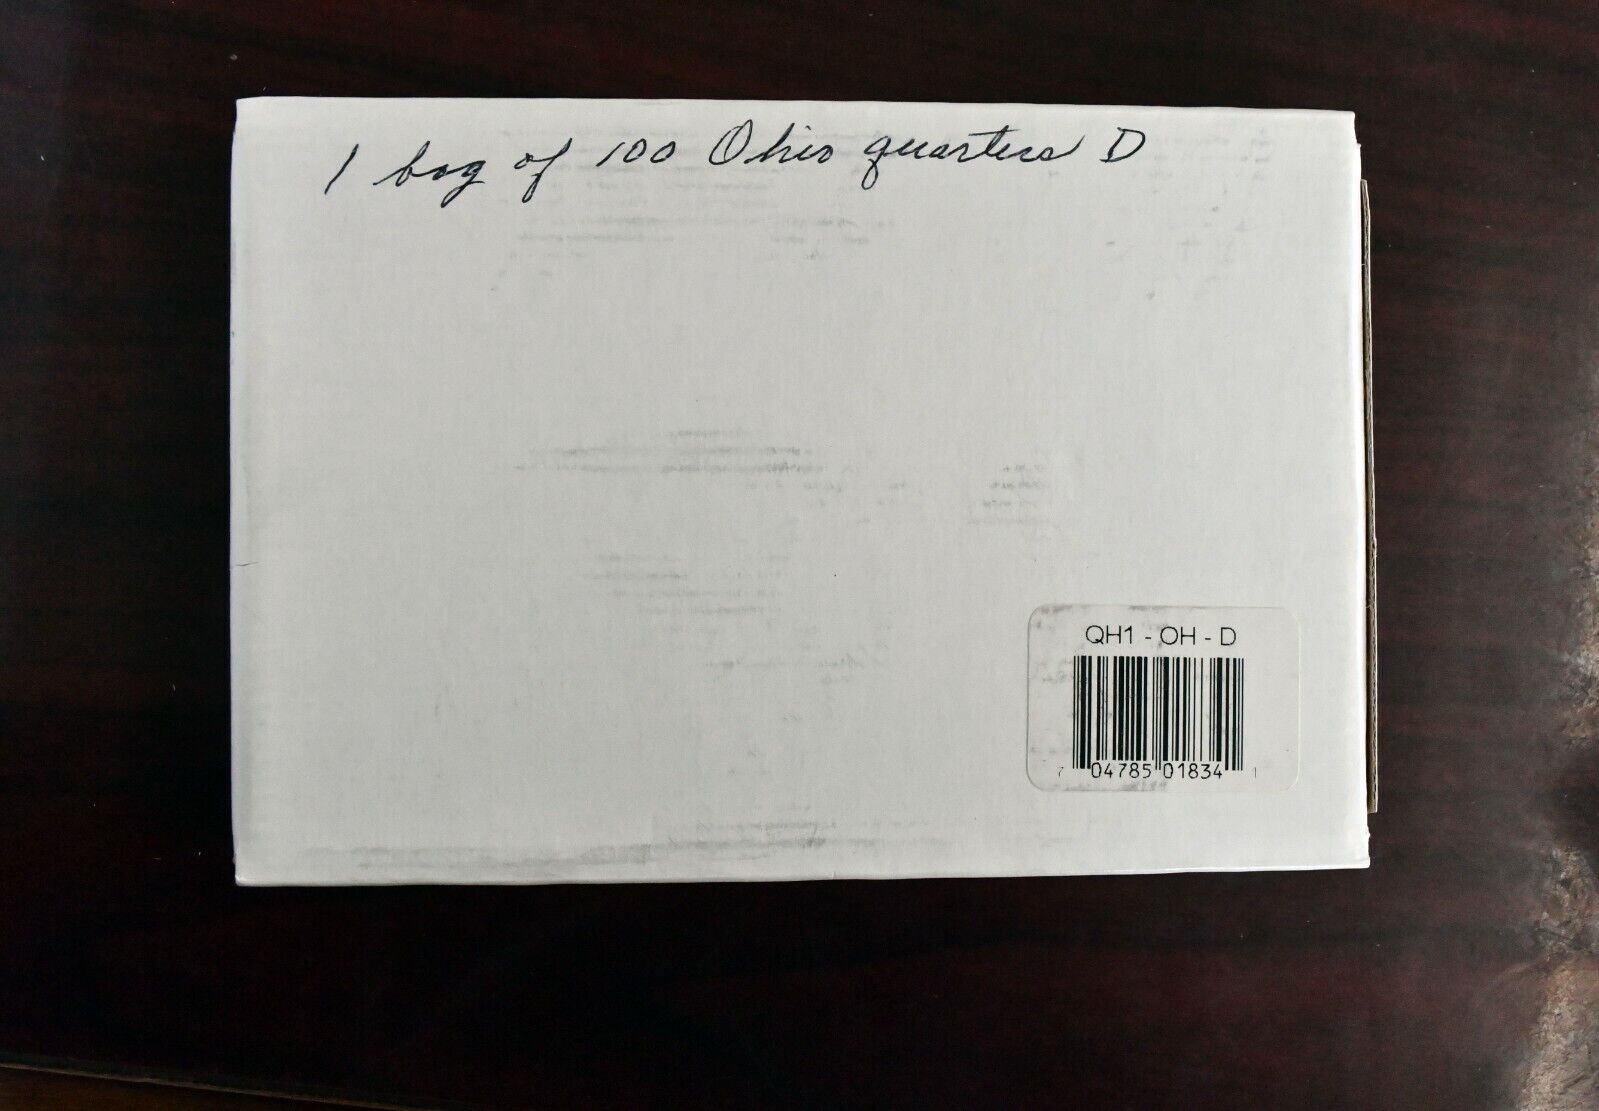 1 bag of 100 Ohio quarters D
QH1 - OH - D
7 04785 01834 1